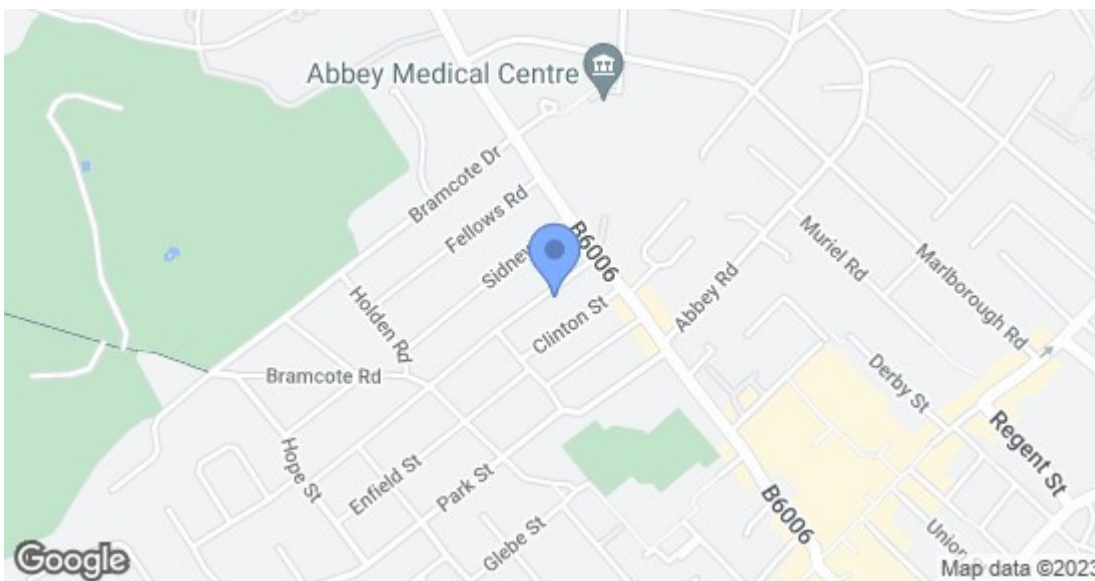 Abbey Medical Centre
Bramcote Dr
Fellows Rd
Sidney
B6006
Muriel Rd
Marlborough Rd
Abbey Rd
Holden Rd
Clinton St
Bramcote Rd
Derby St
Regent St
Hope St
Enfield St
Park St
B6006
Glebe St
Union
Google
Map data ©2023